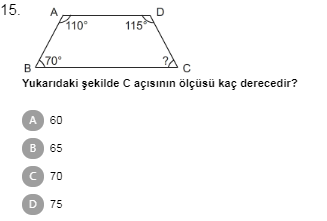 15.
A D
110° 115°
70° ?
B C
Yukarıdaki şekilde C açısının ölçüsü kaç derecedir?
A 60
B 65
C 70
D 75